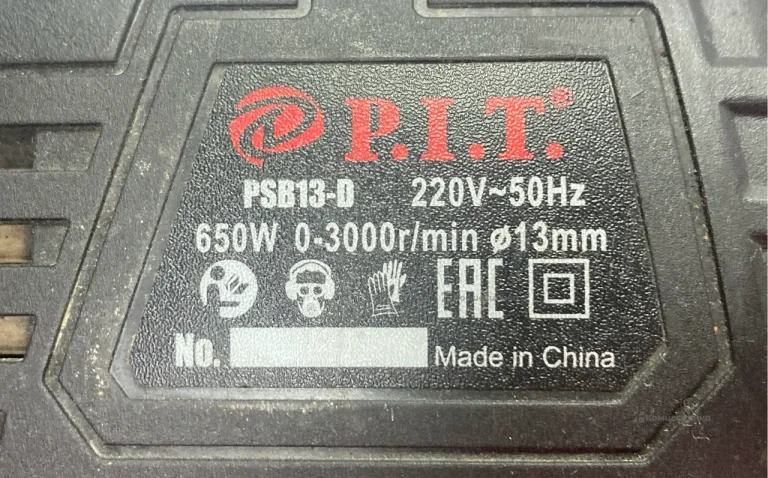 P.I.T.®
PSB13-D 220V~50Hz
650W 0-3000r/min ø13mm
EAC
No. Made in China